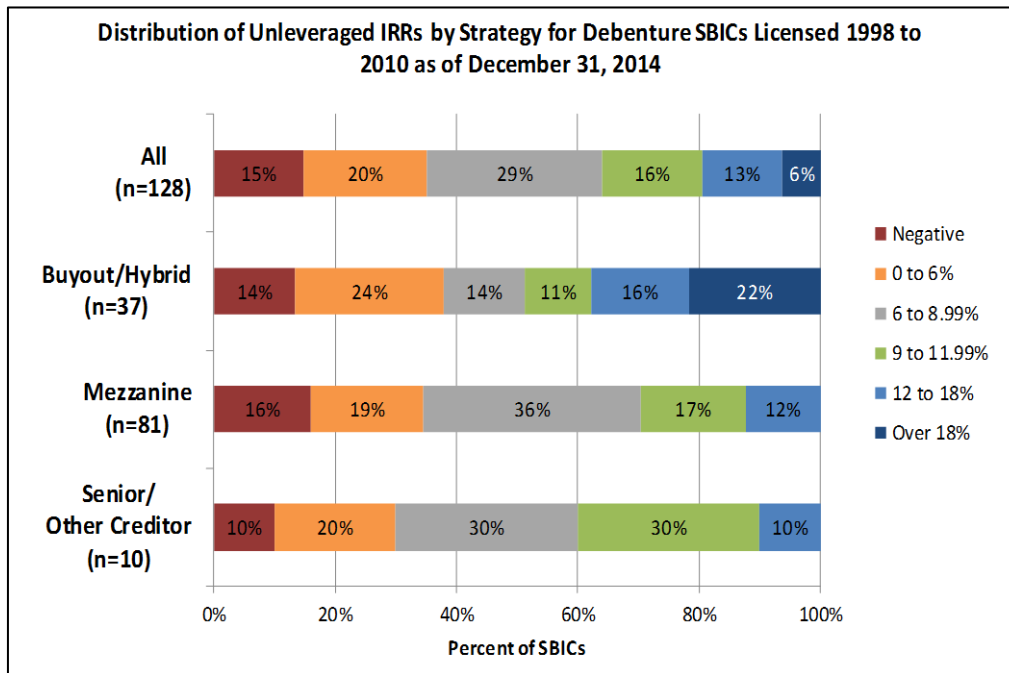 Distribution of Unleveraged IRRs by Strategy for Debenture SBICs Licensed 1998 to
2010 as of December 31, 2014
All
(n=128)
15% 20% 29% 16% 13% 6%
Buyout/Hybrid
(n=37)
14% 24% 14% 11% 16% 22%
Mezzanine
(n=81)
16% 19% 36% 17% 12%
Senior/
Other Creditor
(n=10)
10% 20% 30% 30% 10%
0% 20% 40% 60% 80% 100%
Percent of SBICs
Negative
0 to 6%
6 to 8.99%
9 to 11.99%
12 to 18%
Over 18%